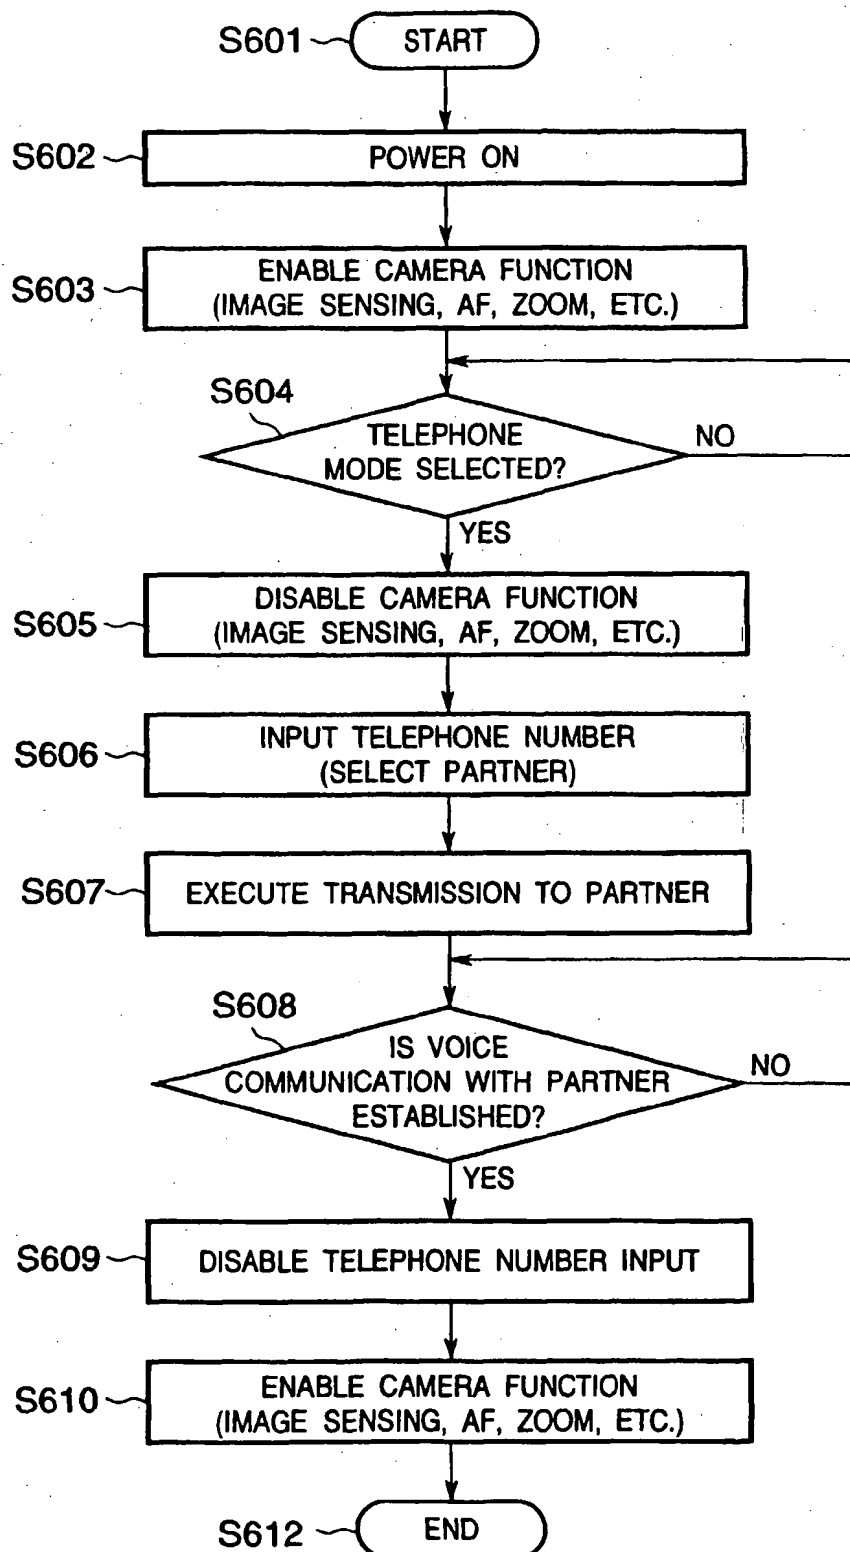 S601
START
S602
POWER ON
S603
ENABLE CAMERA FUNCTION
(IMAGE SENSING, AF, ZOOM, ETC.)
S604
TELEPHONE
MODE SELECTED?
NO
YES
S605
DISABLE CAMERA FUNCTION
(IMAGE SENSING, AF, ZOOM, ETC.)
S606
INPUT TELEPHONE NUMBER
(SELECT PARTNER)
S607
EXECUTE TRANSMISSION TO PARTNER
S608
IS VOICE
COMMUNICATION WITH PARTNER
ESTABLISHED?
NO
YES
S609
DISABLE TELEPHONE NUMBER INPUT
S610
ENABLE CAMERA FUNCTION
(IMAGE SENSING, AF, ZOOM, ETC.)
S612
END